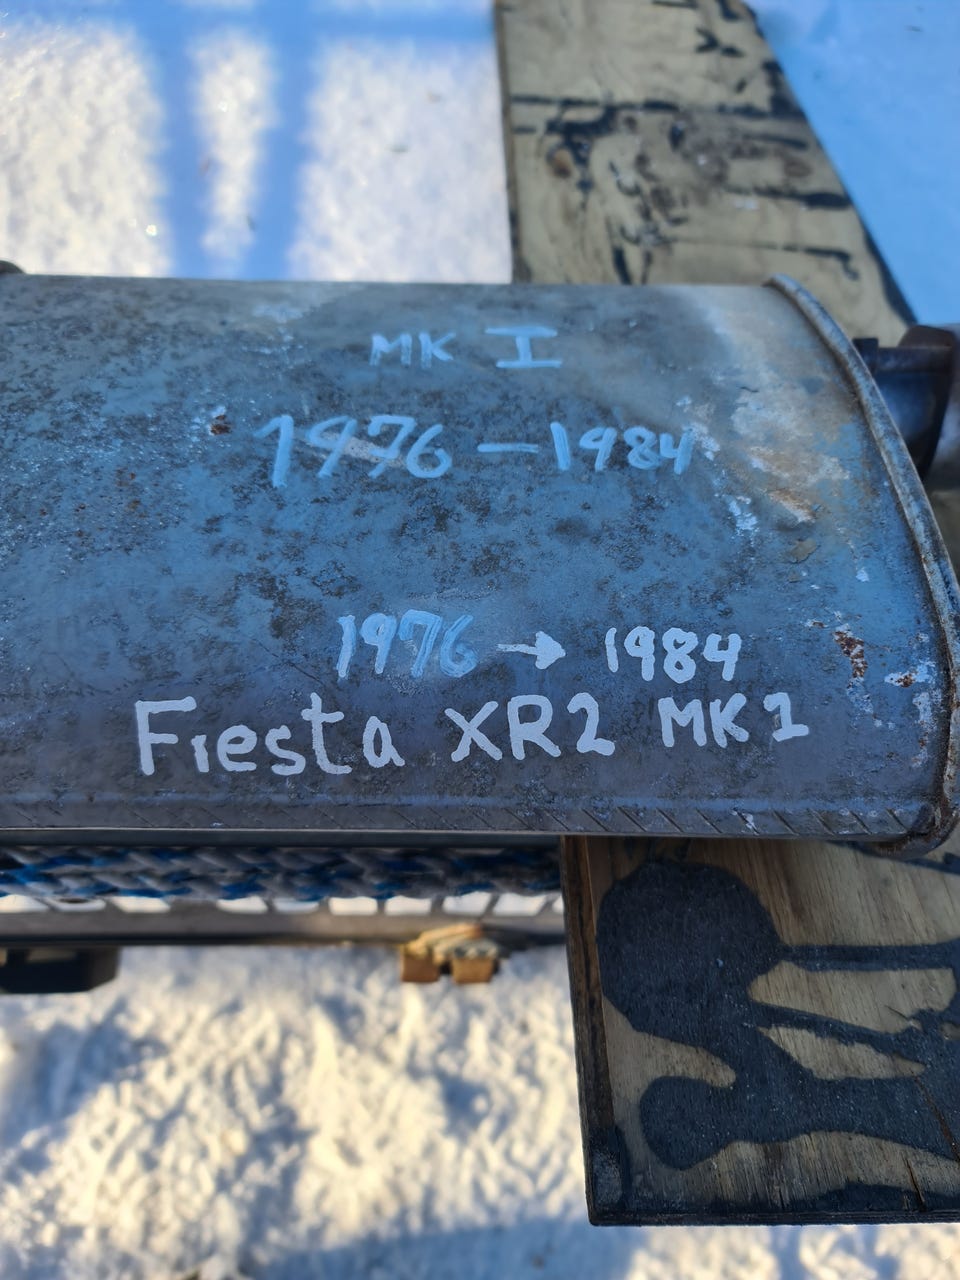 MK I
1976 - 1984
1976 → 1984
Fiesta XR2 MK1